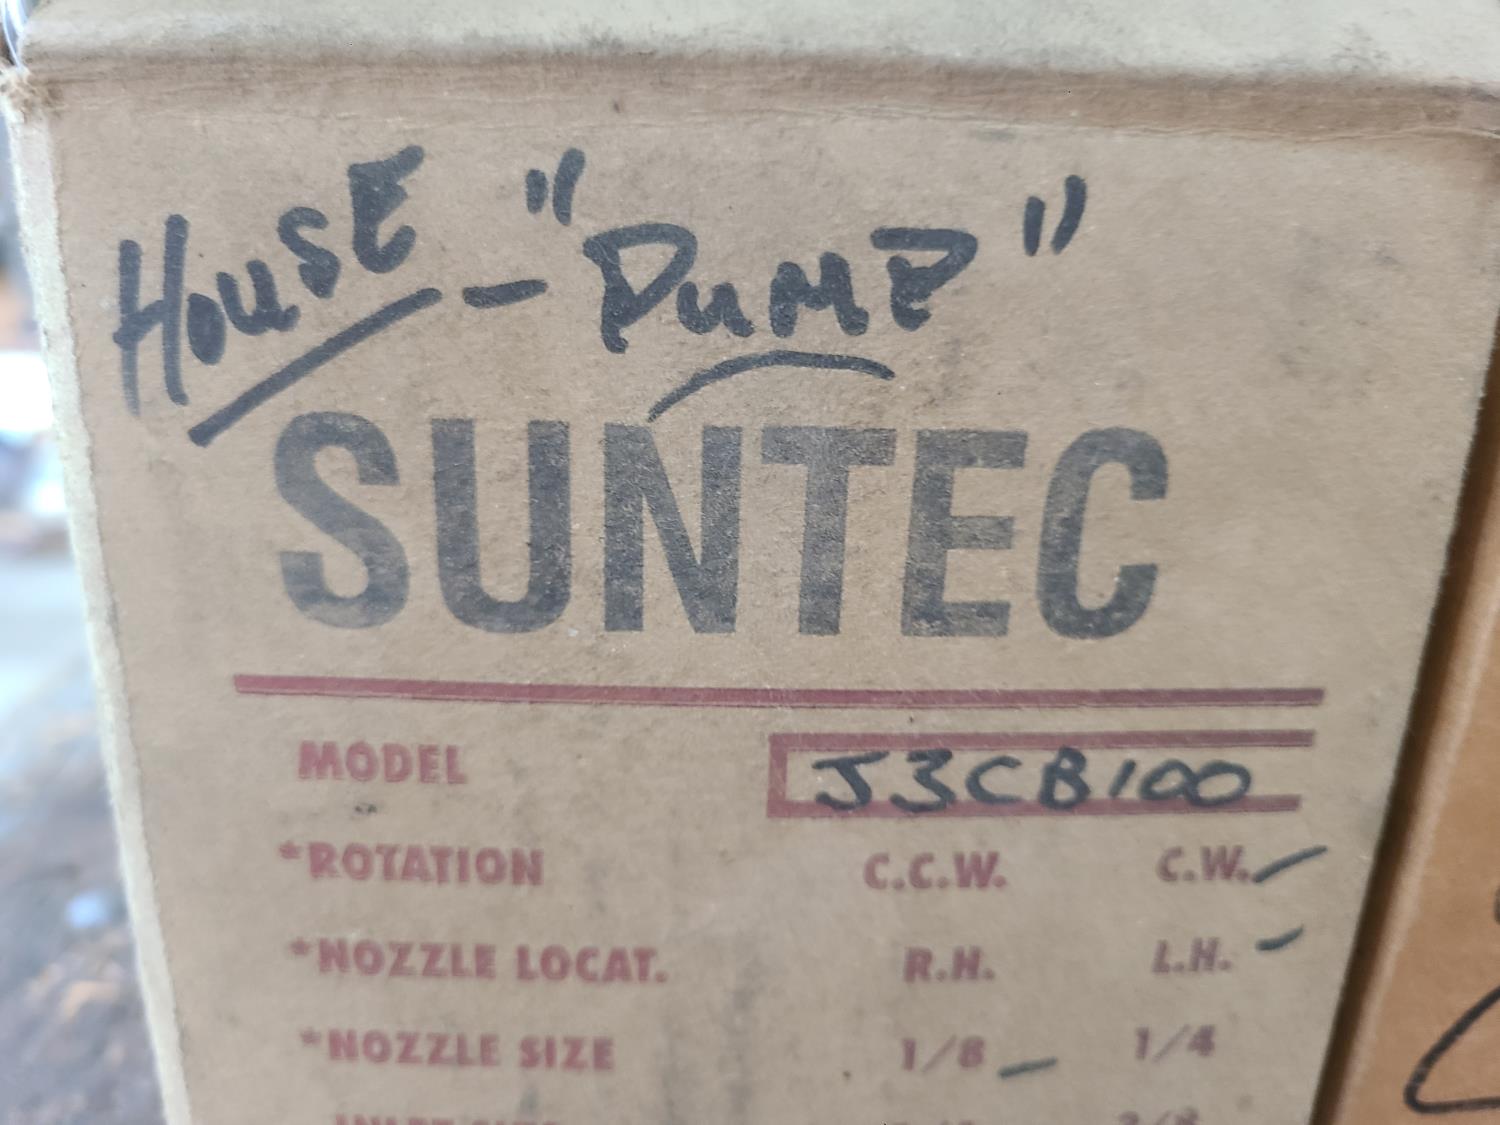 HOUSE - "PUMP"
SUNTEC
MODEL J3CB100
*ROTATION C.C.W. C.W.
*NOZZLE LOCAT. R.H. L.H.
*NOZZLE SIZE 1/8 1/4